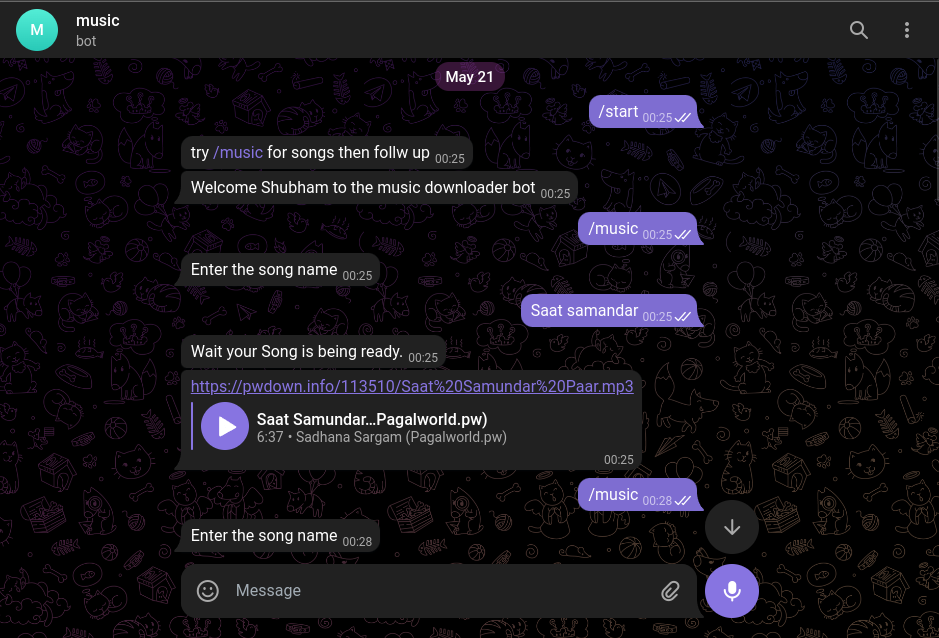 M
music
bot
May 21
/start 00:25
try /music for songs then follw up 00:25
Welcome Shubham to the music downloader bot 00:25
/music 00:25
Enter the song name 00:25
Saat samandar 00:25
Wait your Song is being ready. 00:25
https://pwdown.info/113510/Saat%20Samundar%20Paar.mp3
Saat Samundar...Pagalworld.pw)
6:37 • Sadhana Sargam (Pagalworld.pw)
00:25
/music 00:28
Enter the song name 00:28
Message